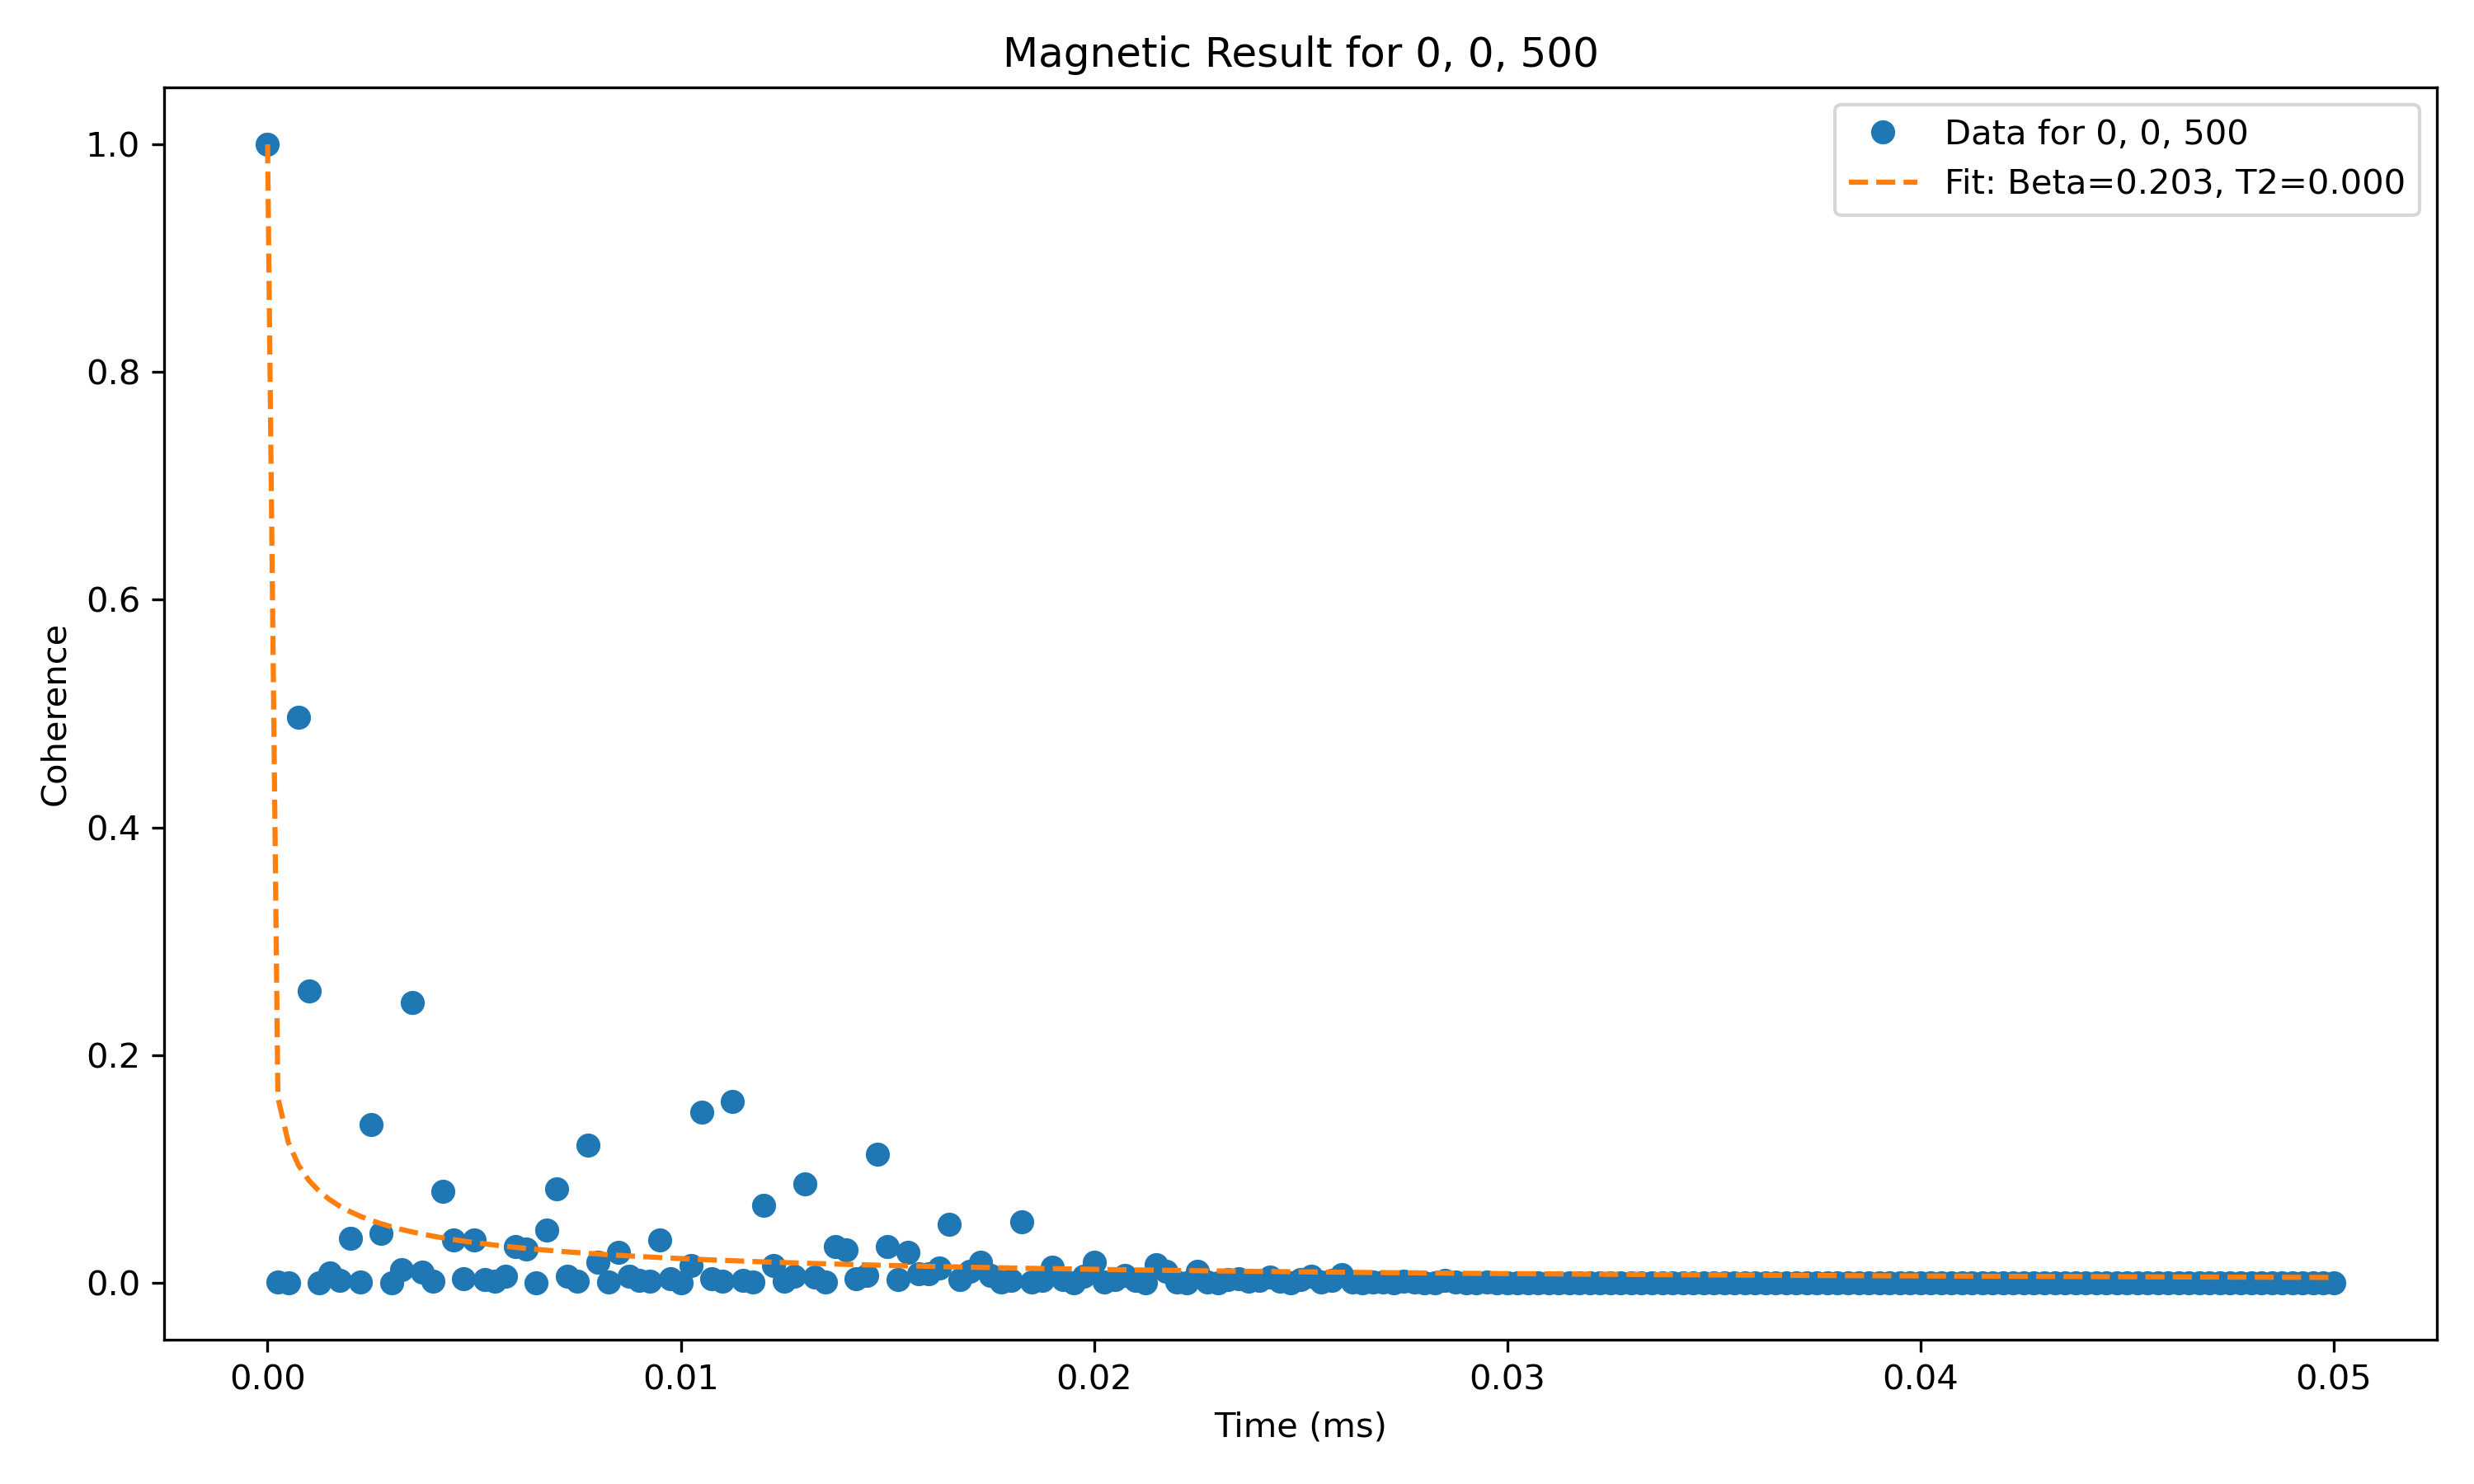 Magnetic Result for 0, 0, 500
Data for 0, 0, 500
Fit: Beta=0.203, T2=0.000
1.0
0.8
0.6
0.4
0.2
0.0
Coherence
0.00 0.01 0.02 0.03 0.04 0.05
Time (ms)